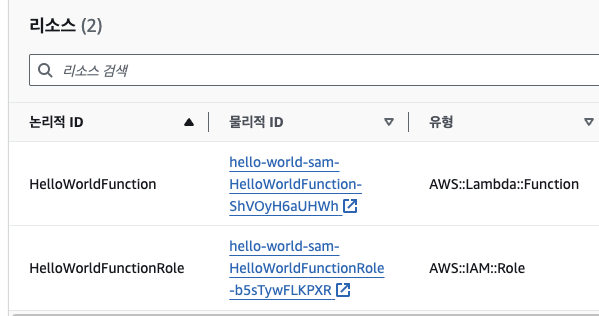 리소스 (2)
리소스 검색
논리적 ID 물리적 ID 유형
hello-world-sam-
HelloWorldFunction HelloWorldFunction- AWS::Lambda::Function
ShVOyH6aUHWh
hello-world-sam-
HelloWorldFunctionRole HelloWorldFunctionRole AWS::IAM::Role
-b5sTywFLKPXR